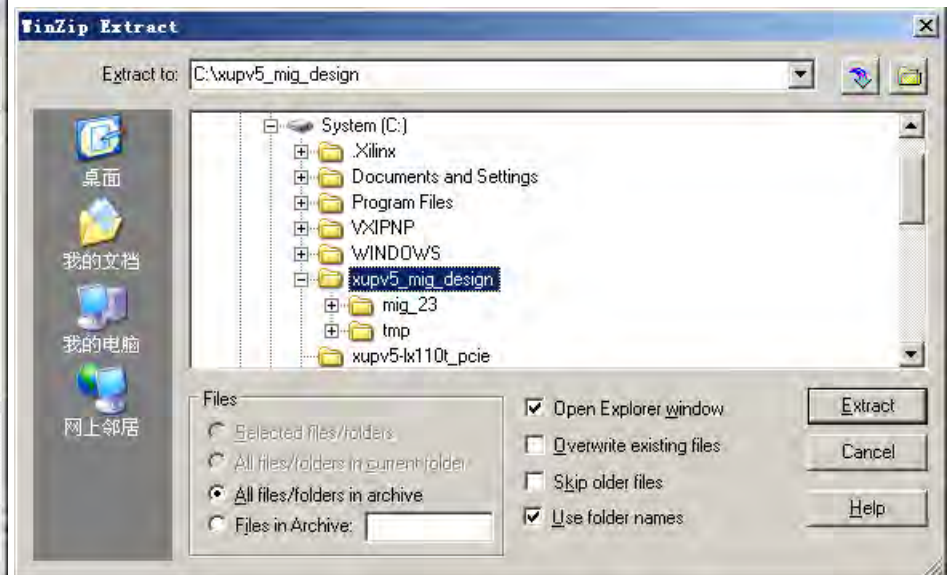 WinZip Extract
Extract to: C:\xupv5_mig_design
桌面
我的文档
我的电脑
网上邻居
System (C:)
.Xilinx
Documents and Settings
Program Files
VXIPNP
WINDOWS
xupv5_mig_design
mig_23
tmp
xupv5-lx110t_pcie
Files
Selected files/folders
All files/folders in current folder
All files/folders in archive
Files in Archive:
Open Explorer window
Overwrite existing files
Skip older files
Use folder names
Extract
Cancel
Help